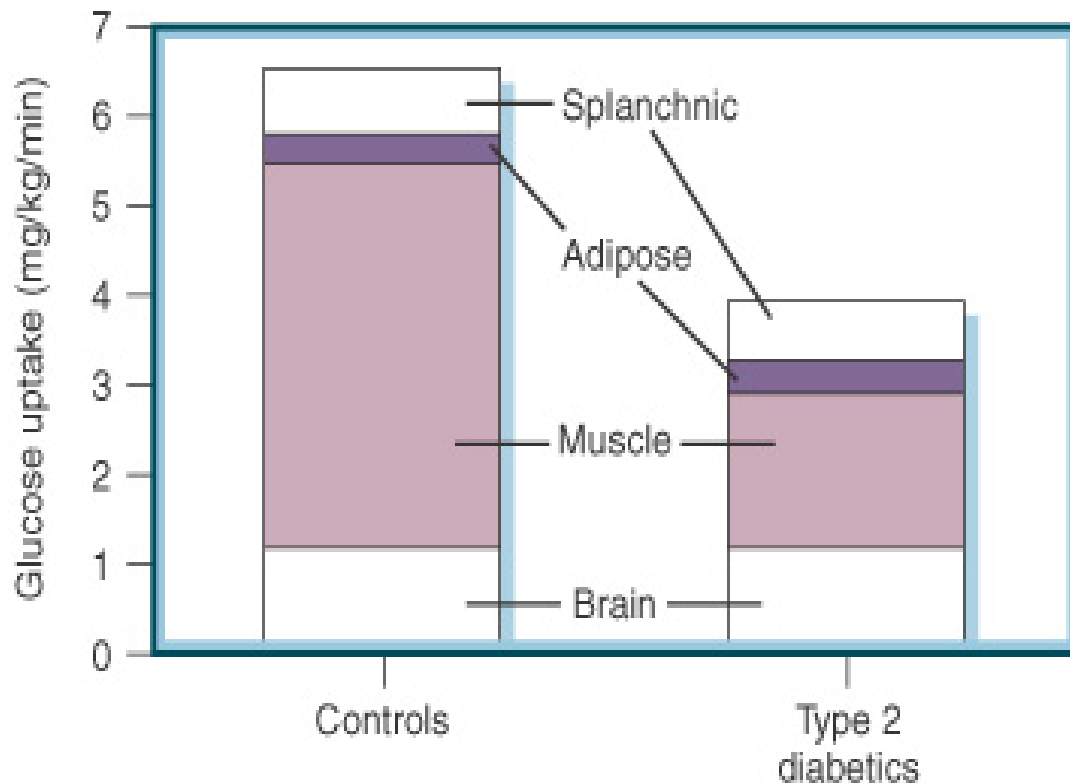 Glucose uptake (mg/kg/min)
7
6
5
4
3
2
1
0
Splanchnic
Adipose
Muscle
Brain
Controls
Type 2
diabetics